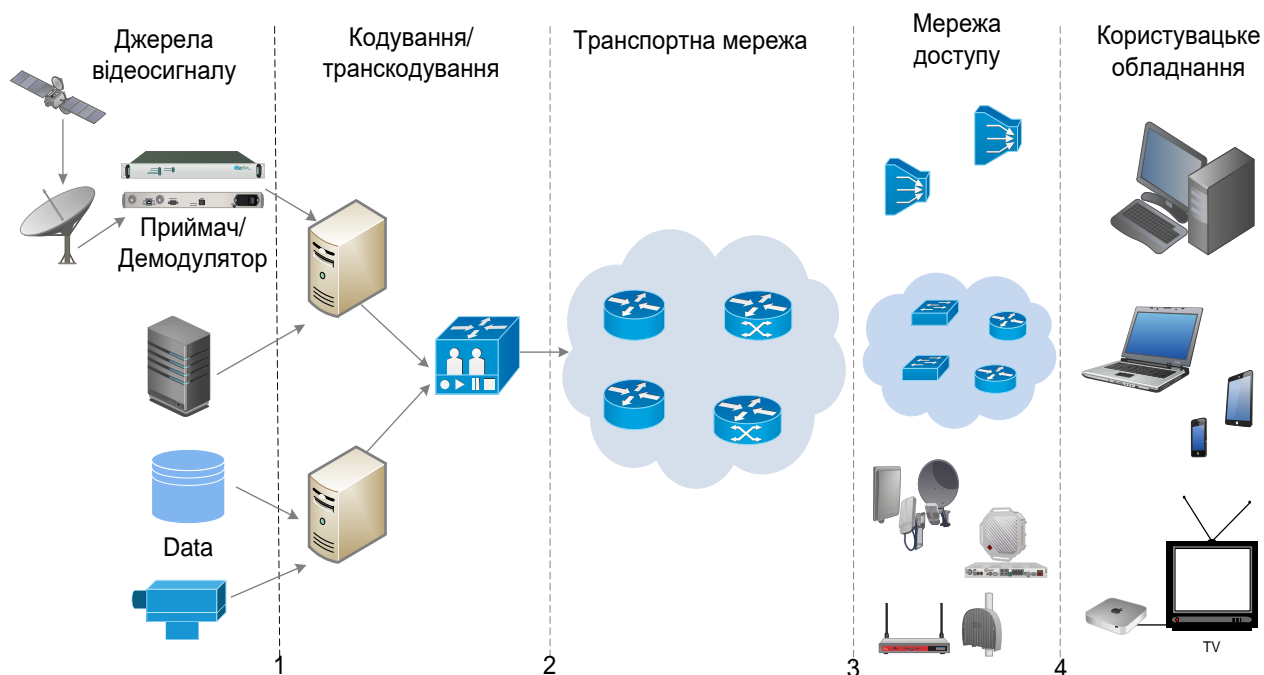 Джерела
відеосигналу
Кодування/
транскодування
Транспортна мережа
Мережа
доступу
Користувацьке
обладнання
Приймач/
Демодулятор
Data
TV
1
2
3
4